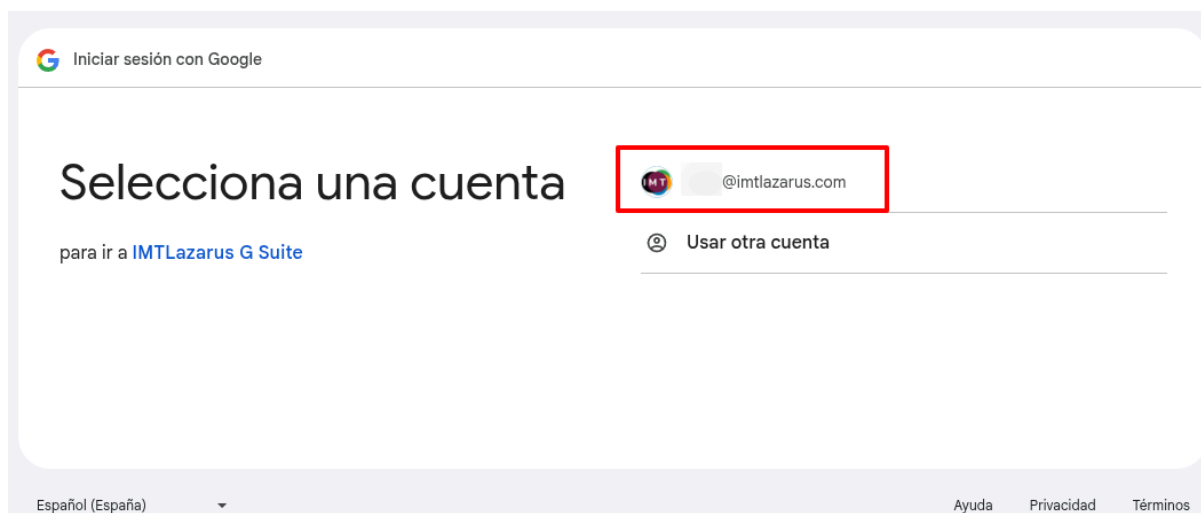 Iniciar sesión con Google
Selecciona una cuenta
para ir a IMTLazarus G Suite
IMT
@imtlazarus.com
Usar otra cuenta
Español (España)
Ayuda Privacidad Términos